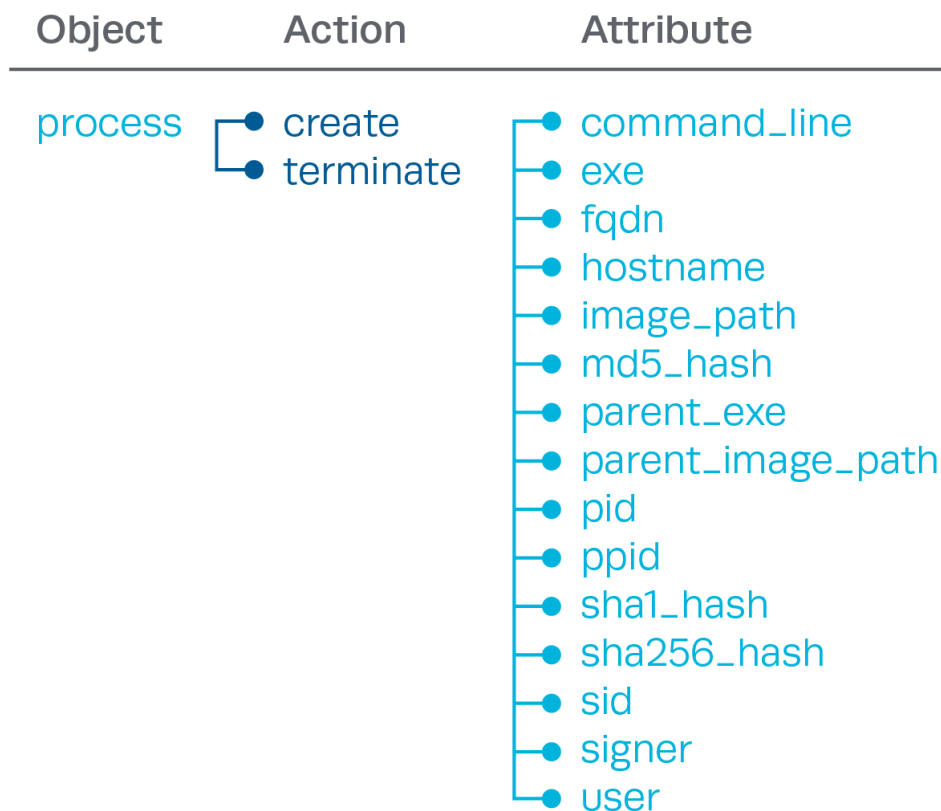 Object Action Attribute
process create command_line
terminate exe
fqdn
hostname
image_path
md5_hash
parent_exe
parent_image_path
pid
ppid
sha1_hash
sha256_hash
sid
signer
user